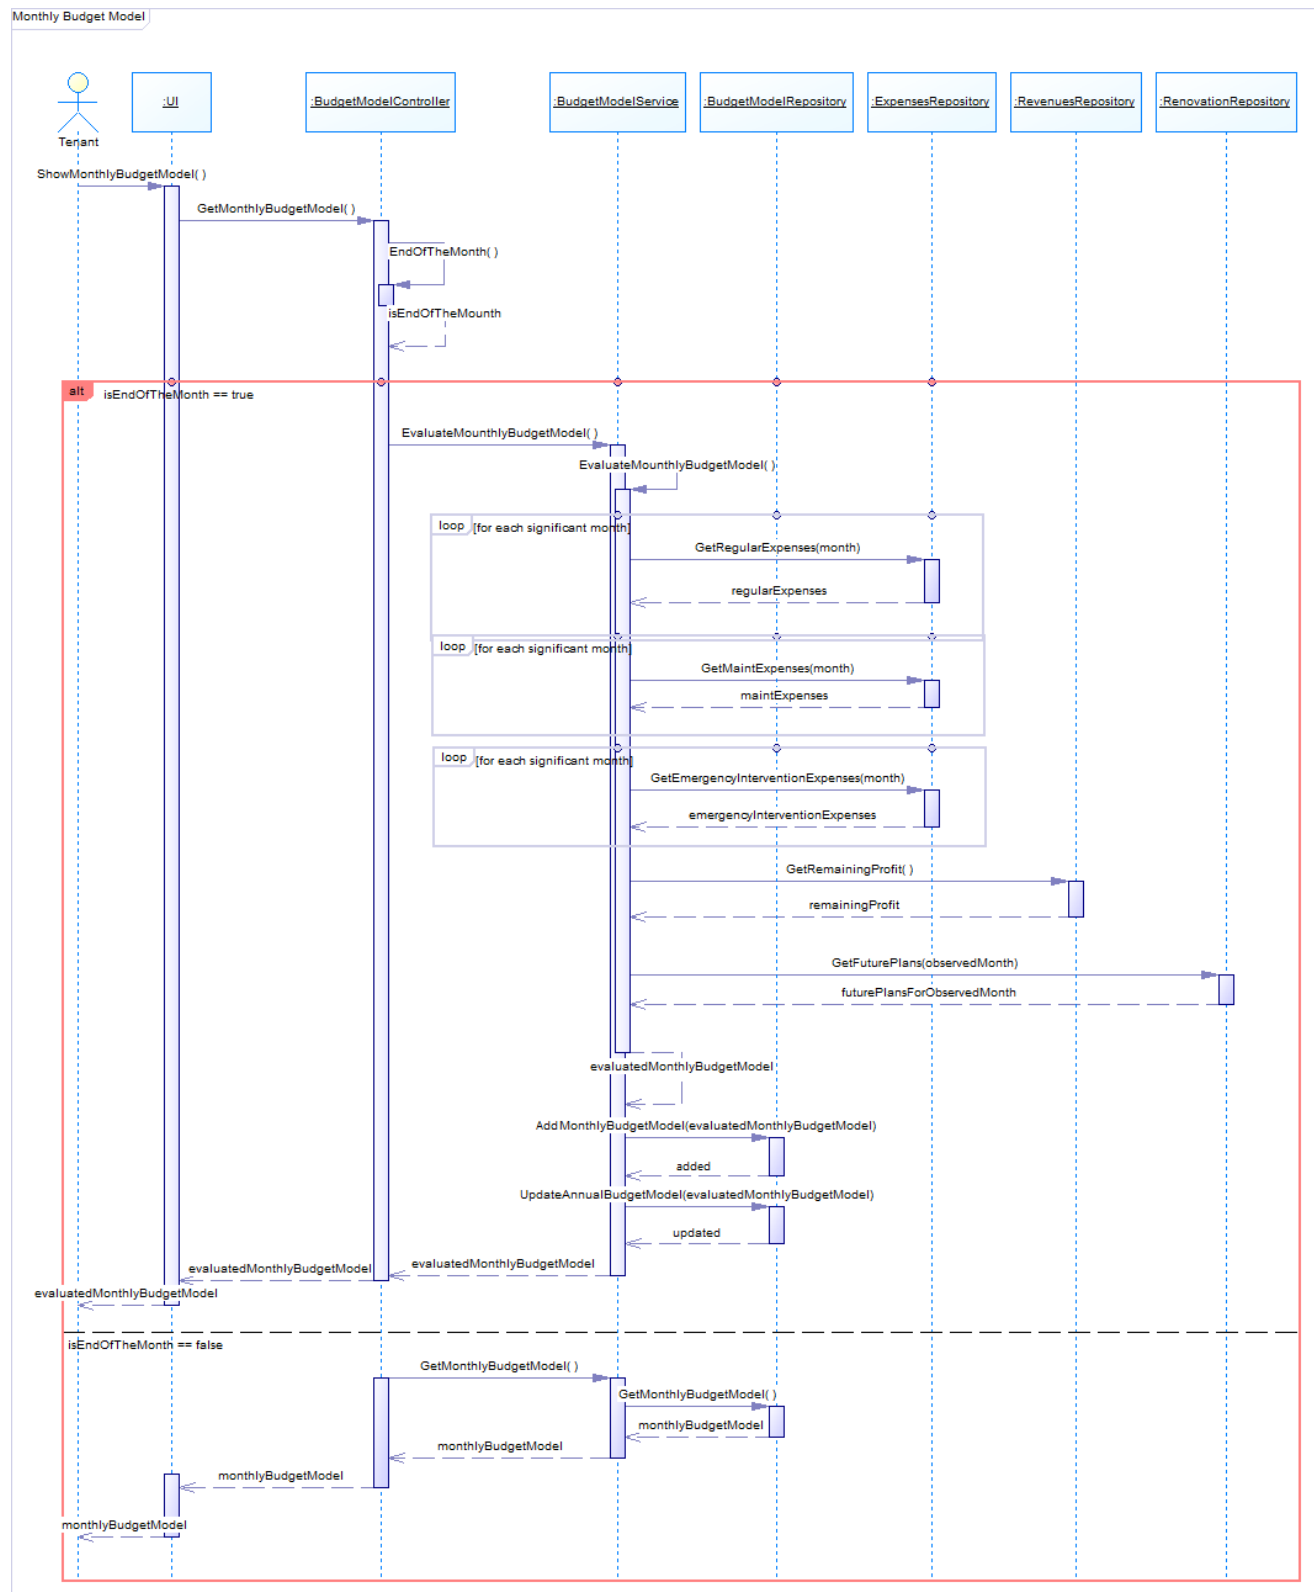 Monthly Budget Model
:UI
:BudgetModelController
:BudgetModelService
:BudgetModelRepository
:ExpensesRepository
:RevenuesRepository
:RenovationRepository
Tenant
ShowMonthlyBudgetModel( )
GetMonthlyBudgetModel( )
EndOfTheMonth( )
isEndOfTheMounth
alt
isEndOfTheMonth == true
EvaluateMounthlyBudgetModel( )
EvaluateMounthlyBudgetModel( )
loop
[for each significant month]
GetRegularExpenses(month)
regularExpenses
loop
[for each significant month]
GetMaintExpenses(month)
maintExpenses
loop
[for each significant month]
GetEmergencyInterventionExpenses(month)
emergencyInterventionExpenses
GetRemainingProfit( )
remainingProfit
GetFuturePlans(observedMonth)
futurePlansForObservedMonth
evaluatedMonthlyBudgetModel
AddMonthlyBudgetModel(evaluatedMonthlyBudgetModel)
added
UpdateAnnualBudgetModel(evaluatedMonthlyBudgetModel)
updated
evaluatedMonthlyBudgetModel
evaluatedMonthlyBudgetModel
evaluatedMonthlyBudgetModel
isEndOfTheMonth == false
GetMonthlyBudgetModel( )
GetMonthlyBudgetModel( )
monthlyBudgetModel
monthlyBudgetModel
monthlyBudgetModel
monthlyBudgetModel